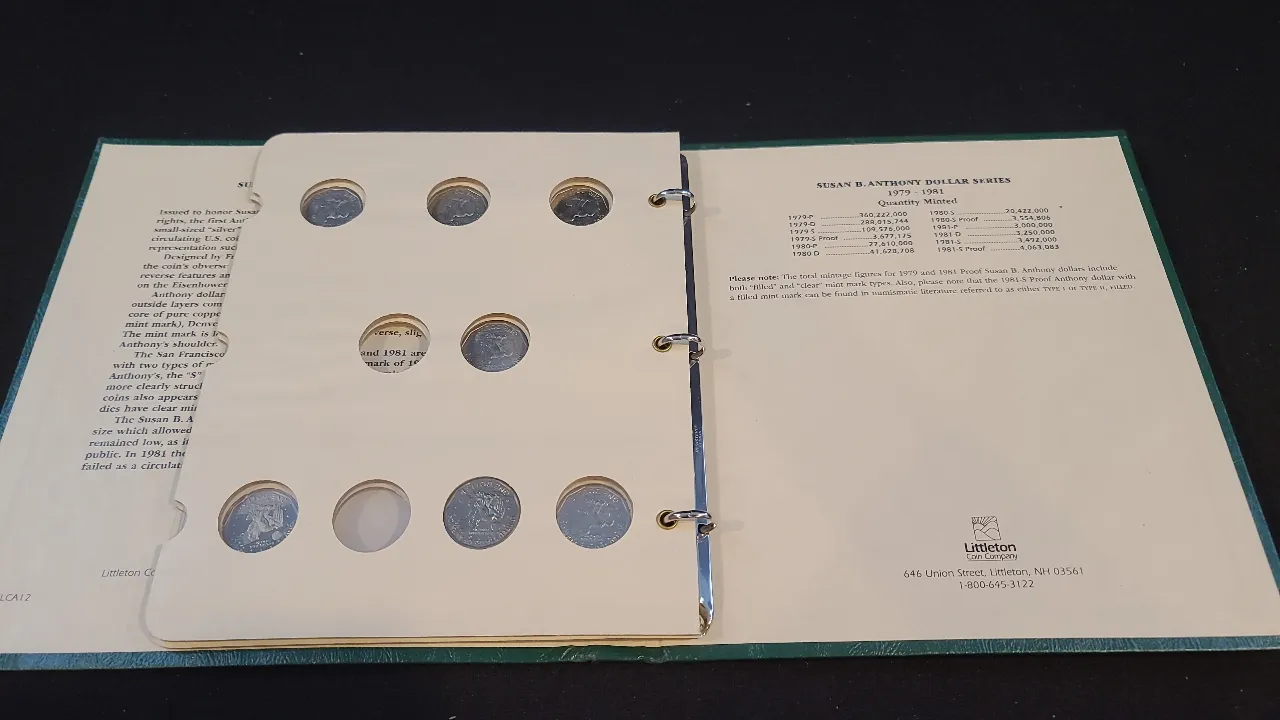 SU
Issued to honor Susa
rights, the first Ant
small-sized "silver"
circulating U.S. coi
representation suc
Designed by Fr
the coin's obverse
reverse features an
on the Eisenhower
Anthony dollar
outside layers com
core of pure coppe
mint mark), Denve
The mint mark is l
Anthony's shoulder.
The San Francisco
with two types of m
Anthony's, the "S"
more clearly struc
coins also appears
dies have clear mi
The Susan B. A
size which allowed
remained low, as i
public. In 1981 the
failed as a circulat
Littleton Co
LCA12
verse, slig
and 1981 are
mark of 19
SUSAN B. ANTHONY DOLLAR SERIES
1979 - 1981
Quantity Minted
1979-P 360,222,000
1979-D 288,015,744
1979 S 109,576,000
1979-S Proof 3,677,175
1980-P 27,610,000
1980 D 41,628,708
1980-S 20,422,000
1980-S Proof 3,554,806
1981-P 3,000,000
1981 D 3,250,000
1981-S 3,492,000
1981-S Proof 4,063,083
Please note: The total mintage figures for 1979 and 1981 Proof Susan B. Anthony dollars include
both "filled" and "clear" mint mark types. Also, please note that the 1981-S Proof Anthony dollar with
a filled mint mark can be found in numismatic literature referred to as either TYPE I or TYPE II, FILLED
Littleton
Coin Company
646 Union Street, Littleton, NH 03561
1-800-645-3122